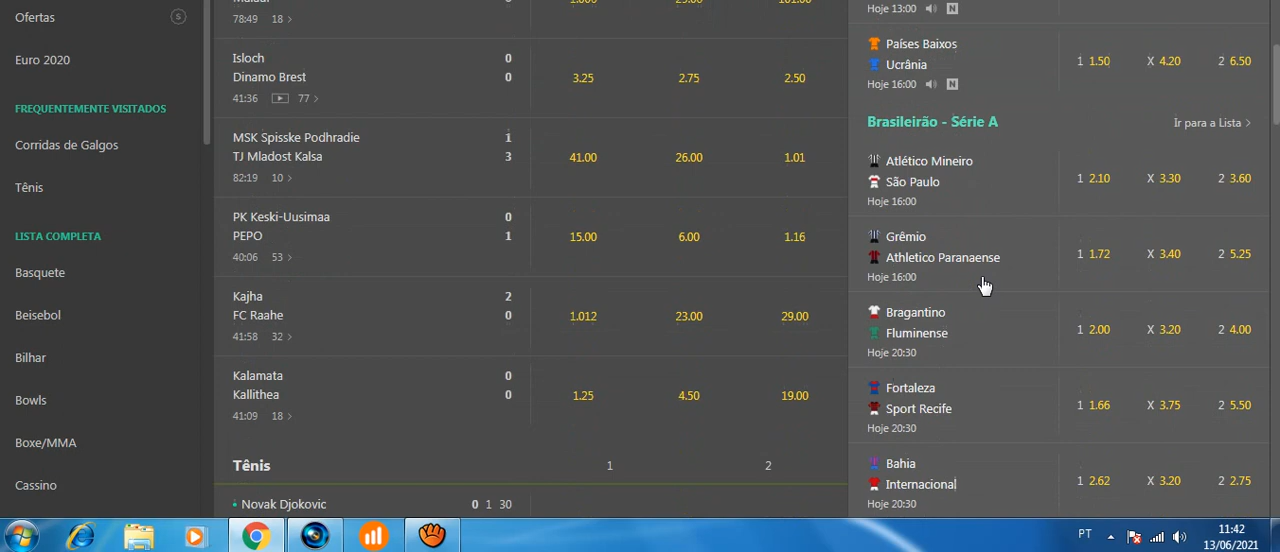 Ofertas
S
Euro 2020
FREQUENTEMENTE VISITADOS
Corridas de Galgos
Tênis
LISTA COMPLETA
Basquete
Beisebol
Bilhar
Bowls
Boxe/MMA
Cassino
78:49 18 >
Isloch 0
Dinamo Brest 0 3.25 2.75 2.50
41:36 77 >
MSK Spisske Podhradie 1
TJ Mladost Kalsa 3 41.00 26.00 1.01
82:19 10 >
PK Keski-Uusimaa 0
PEPO 1 15.00 6.00 1.16
40:06 53 >
Kajha 2
FC Raahe 0 1.012 23.00 29.00
41:58 32 >
Kalamata 0
Kallithea 0 1.25 4.50 19.00
41:09 18 >
Tênis 1 2
Novak Djokovic 0 1 30
Hoje 13:00 N
Países Baixos
Ucrânia 1 1.50 X 4.20 2 6.50
Hoje 16:00 N
Brasileirão - Série A Ir para a Lista >
Atlético Mineiro
São Paulo 1 2.10 X 3.30 2 3.60
Hoje 16:00
Grêmio
Athletico Paranaense 1 1.72 X 3.40 2 5.25
Hoje 16:00
Bragantino
Fluminense 1 2.00 X 3.20 2 4.00
Hoje 20:30
Fortaleza
Sport Recife 1 1.66 X 3.75 2 5.50
Hoje 20:30
Bahia
Internacional 1 2.62 X 3.20 2 2.75
Hoje 20:30
PT
11:42
13/06/2021